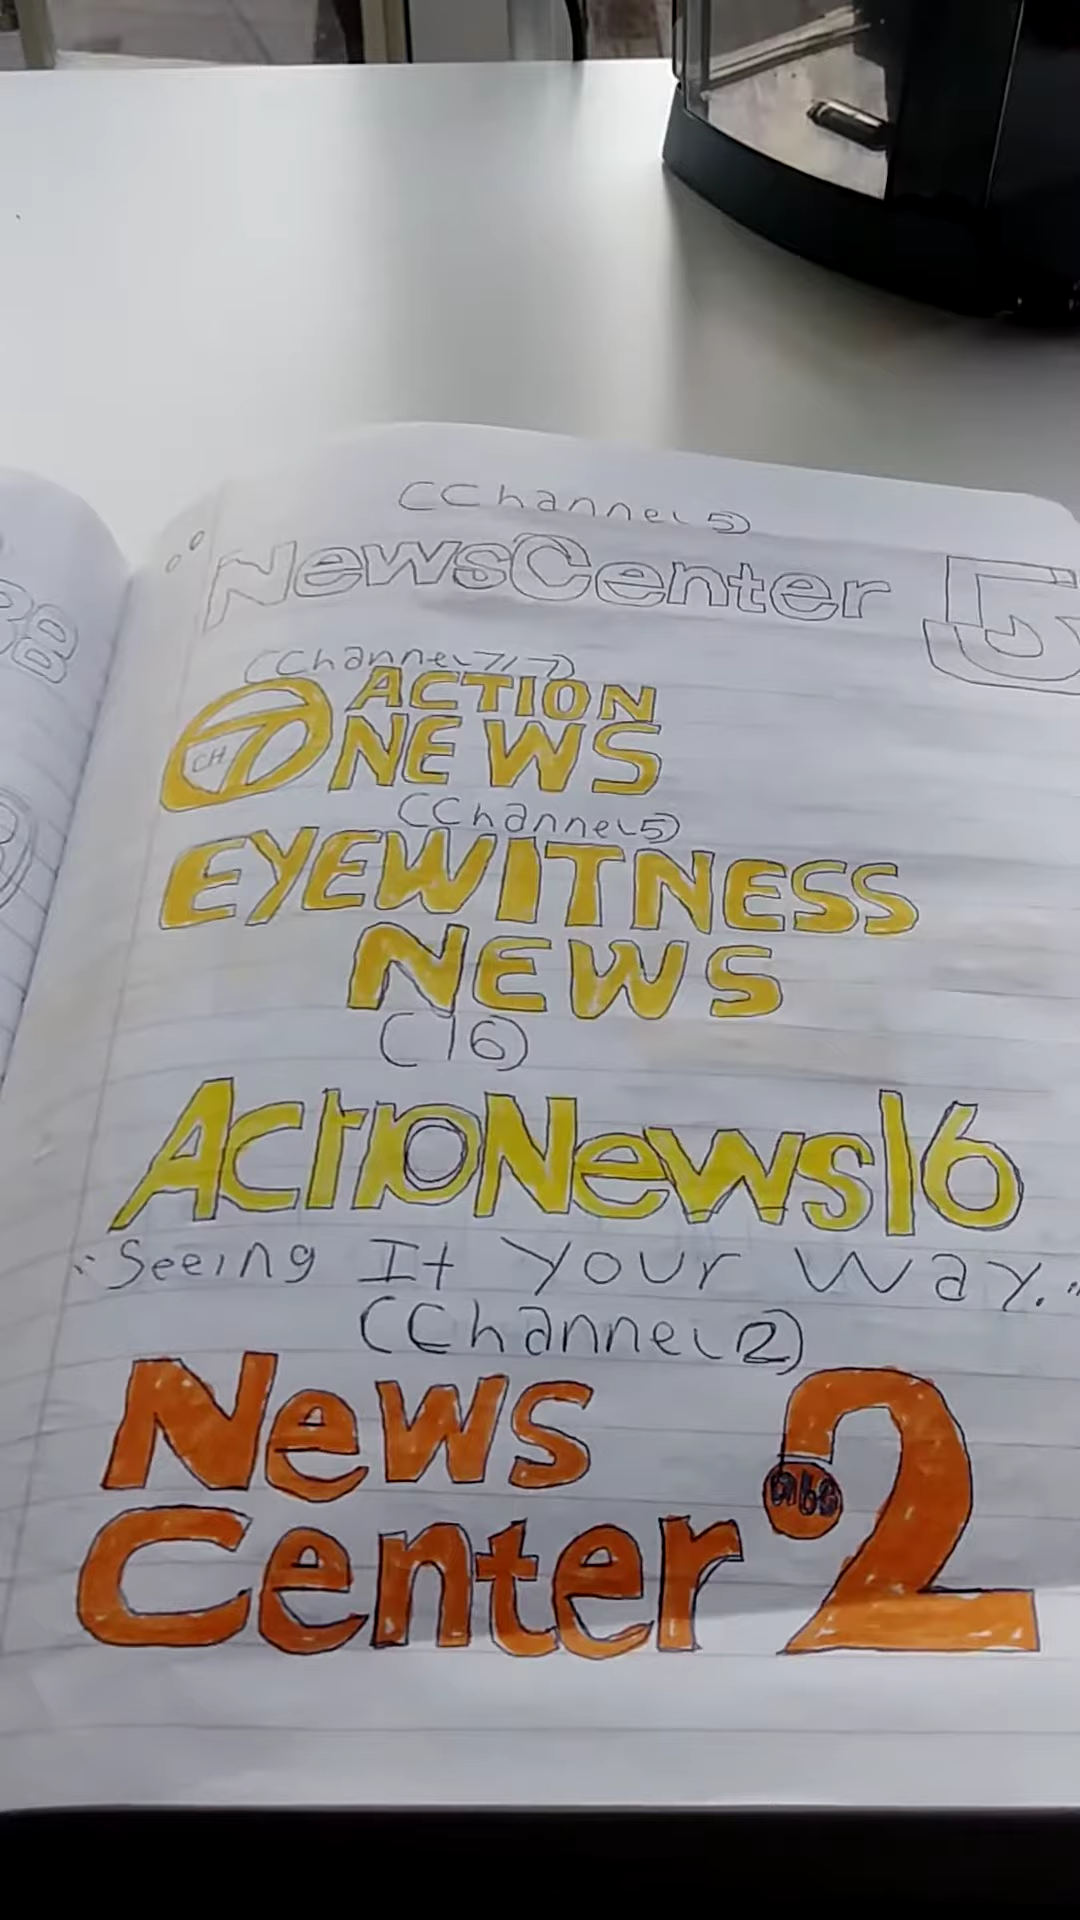 (Channel 5)
NewsCenter 5
(Channel 7/17)
CH. 7 ACTION
NEWS
(Channel 5)
EYEWITNESS
NEWS
(16)
ActioNews16
"Seeing It Your Way."
(Channel 2)
News
Center 2
abc